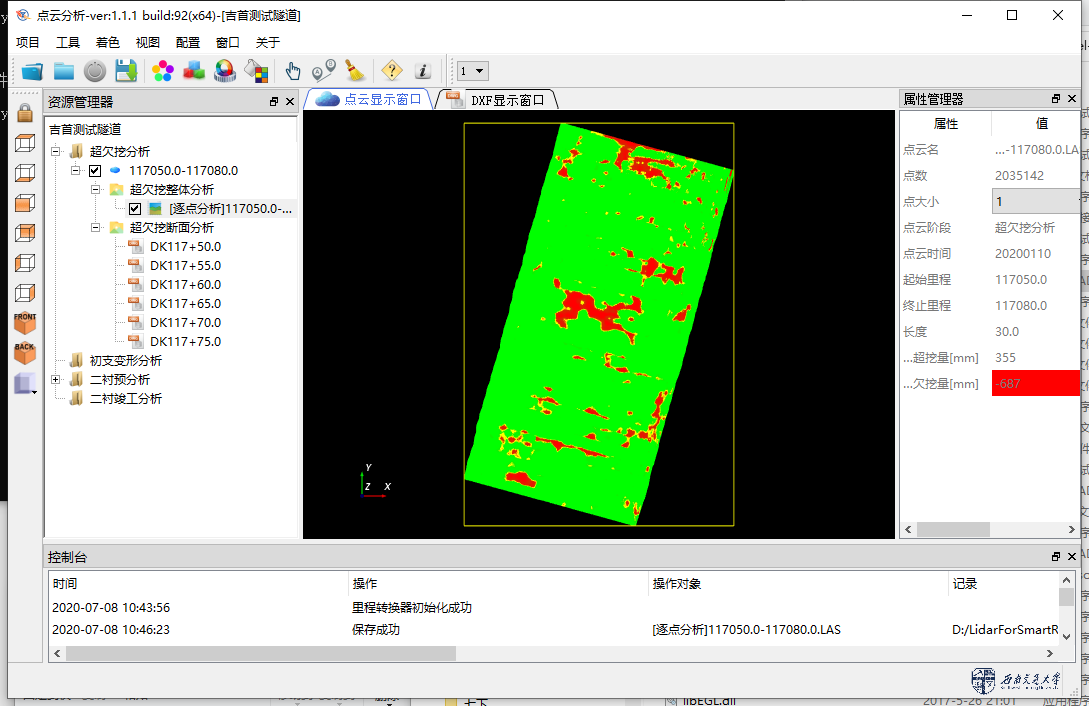 点云分析-ver:1.1.1 build:92(x64)-[吉首测试隧道]
项目 工具 着色 视图 配置 窗口 关于
1
资源管理器
吉首测试隧道
超欠挖分析
117050.0-117080.0
超欠挖整体分析
[逐点分析]117050.0-...
超欠挖断面分析
DK117+50.0
DK117+55.0
DK117+60.0
DK117+65.0
DK117+70.0
DK117+75.0
初支变形分析
二衬预分析
二衬竣工分析
FRONT
BACK
点云显示窗口 DXF显示窗口
Y
Z X
属性管理器
属性 值
点云名 ...-117080.0.LA
点数 2035142
点大小 1
点云阶段 超欠挖分析
点云时间 20200110
起始里程 117050.0
终止里程 117080.0
长度 30.0
...超挖量[mm] 355
...欠挖量[mm] -687
控制台
时间 操作 操作对象 记录
2020-07-08 10:43:56 里程转换器初始化成功
2020-07-08 10:46:23 保存成功 [逐点分析]117050.0-117080.0.LAS D:/LidarForSmartR
西南交通大学
libEGL.dll
2017-5-26 21:01 应用程序